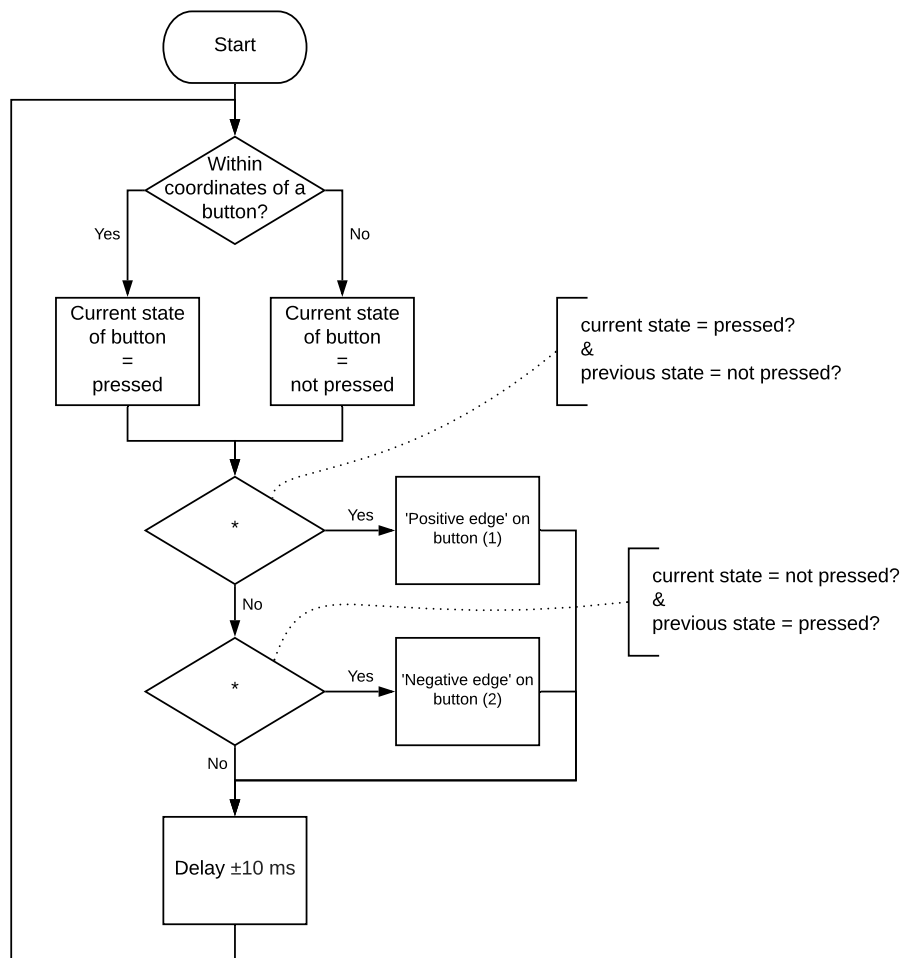 Start
Within
coordinates of a
button?
Yes
No
Current state
of button
=
pressed
Current state
of button
=
not pressed
current state = pressed?
&
previous state = not pressed?
*
Yes
'Positive edge' on
button (1)
No
current state = not pressed?
&
previous state = pressed?
*
Yes
'Negative edge' on
button (2)
No
Delay ±10 ms